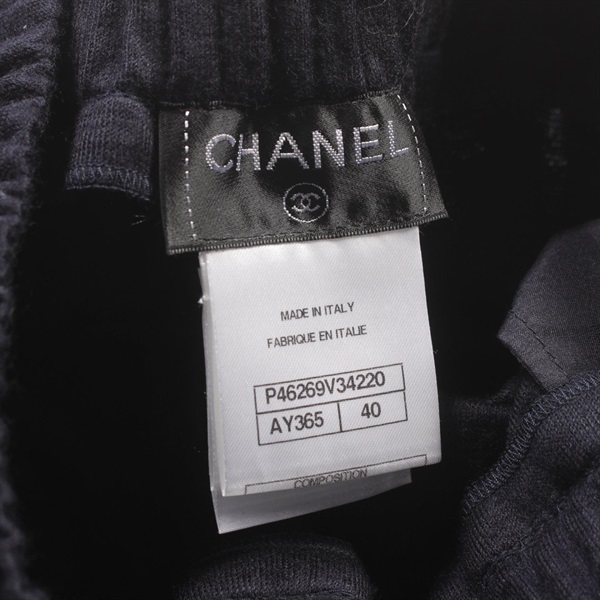 CHANEL
MADE IN ITALY
FABRIQUE EN ITALIE
P46269V34220
AY365 40
COMPOSITION